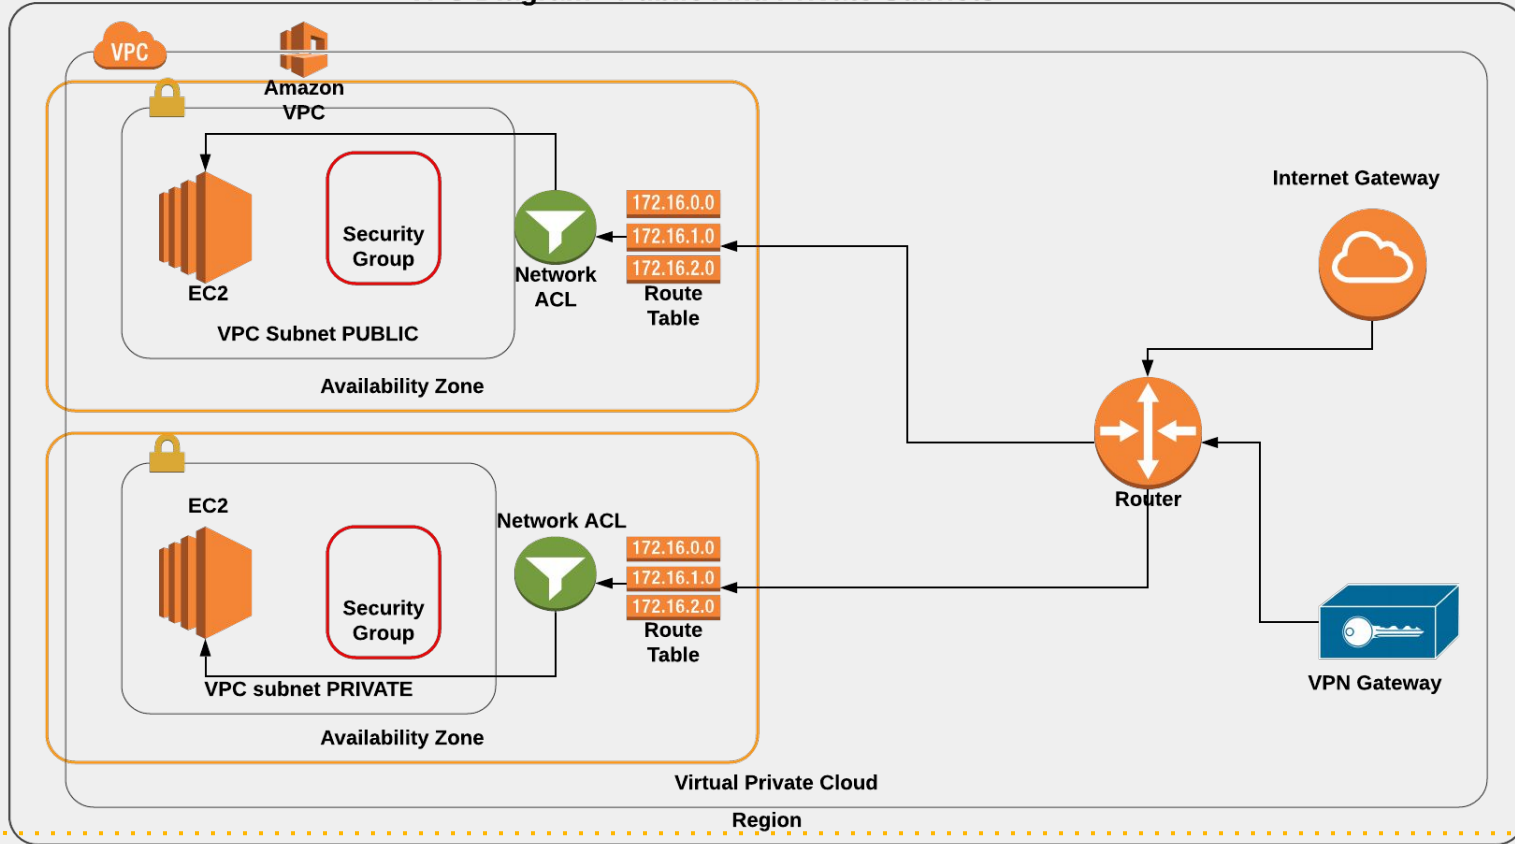 VPC
Amazon
VPC
Security
Group
EC2
VPC Subnet PUBLIC
Network
ACL
172.16.0.0
172.16.1.0
172.16.2.0
Route
Table
Availability Zone
Internet Gateway
Router
EC2
Security
Group
VPC subnet PRIVATE
Network ACL
172.16.0.0
172.16.1.0
172.16.2.0
Route
Table
Availability Zone
VPN Gateway
Virtual Private Cloud
Region